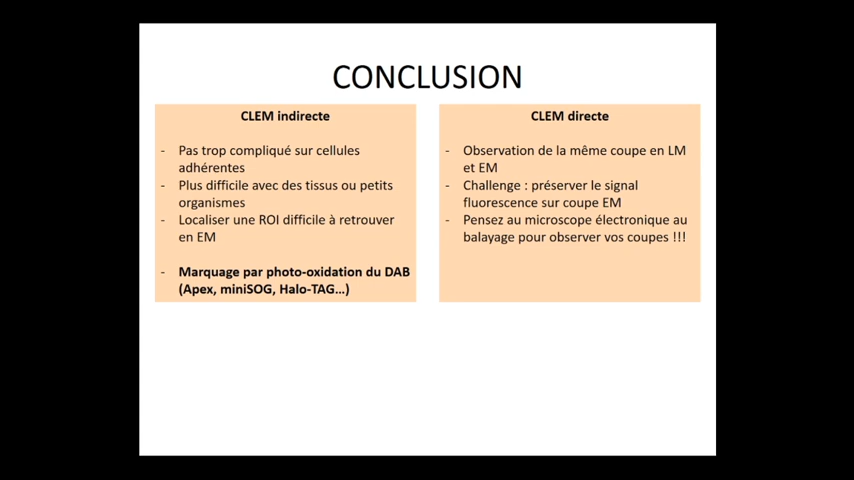 CONCLUSION
CLEM indirecte
- Pas trop compliqué sur cellules
adhérentes
- Plus difficile avec des tissus ou petits
organismes
- Localiser une ROI difficile à retrouver
en EM
- Marquage par photo-oxidation du DAB
(Apex, miniSOG, Halo-TAG...)
CLEM directe
- Observation de la même coupe en LM
et EM
- Challenge : préserver le signal
fluorescence sur coupe EM
- Pensez au microscope électronique au
balayage pour observer vos coupes !!!